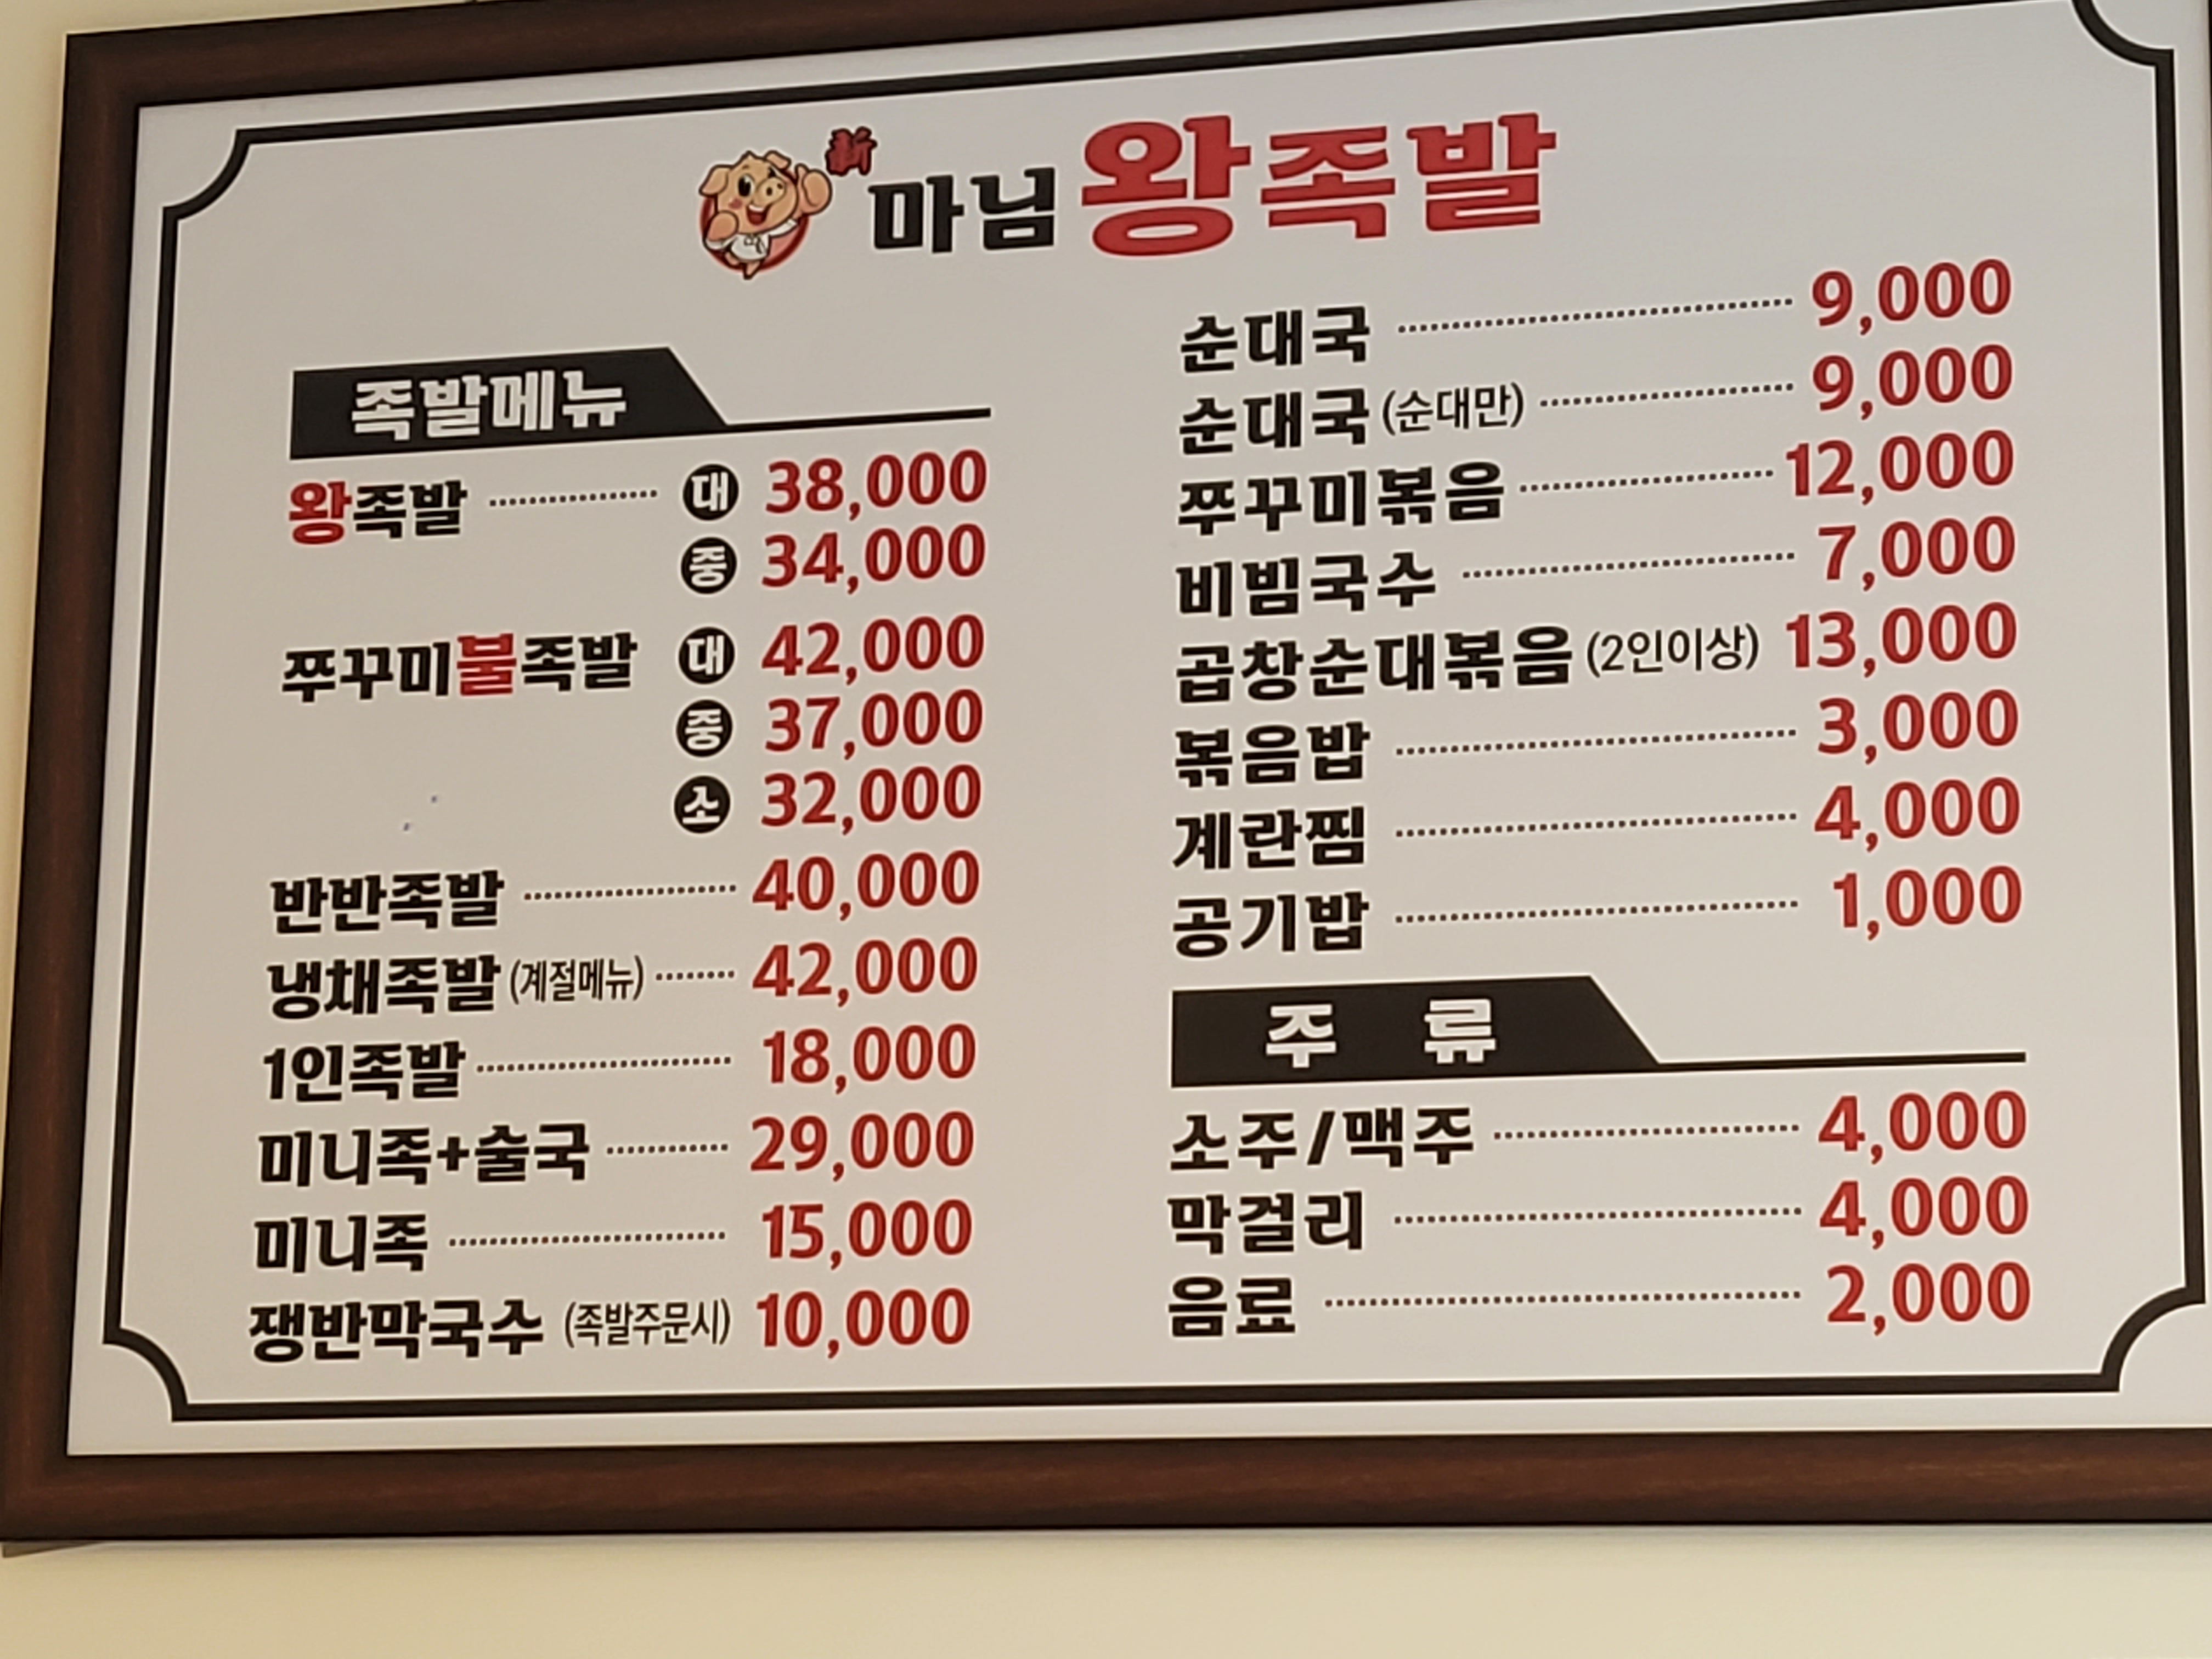 新 마님 왕족발
족발메뉴
왕족발 대 38,000
중 34,000
쭈꾸미불족발 대 42,000
중 37,000
소 32,000
반반족발 40,000
냉채족발 (계절메뉴) 42,000
1인족발 18,000
미니족+술국 29,000
미니족 15,000
쟁반막국수 (족발주문시) 10,000
순대국 9,000
순대국 (순대만) 9,000
쭈꾸미볶음 12,000
비빔국수 7,000
곱창순대볶음 (2인이상) 13,000
볶음밥 3,000
계란찜 4,000
공기밥 1,000
주 류
소주/맥주 4,000
막걸리 4,000
음료 2,000